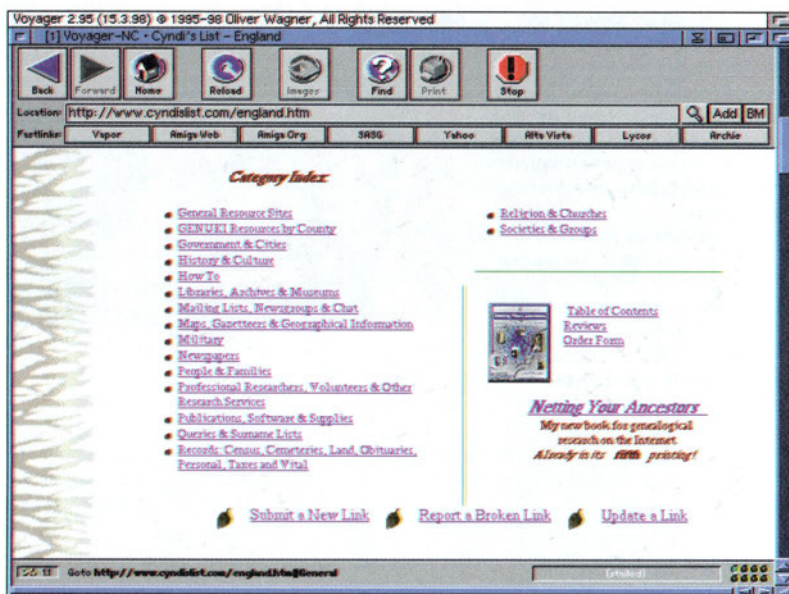 Voyager 2.95 (15.3.98) © 1995-98 Oliver Wagner, All Rights Reserved
[1] Voyager-NC · Cyndi's List - England
Back Forward Home Reload Images Find Print Stop
Location: http://www.cyndislist.com/england.htm Add BM
Fastlinks: Vapor Amiga Web Amiga Org SASG Yahoo Alta Vista Lycos Archie
Category Index:
General Resource Sites
GENUKI Resources by County
Government & Cities
History & Culture
How To
Libraries, Archives & Museums
Mailing Lists, Newsgroups & Chat
Maps, Gazetteers & Geographical Information
Military
Newspapers
People & Families
Professional Researchers, Volunteers & Other
Research Services
Publications, Software & Supplies
Queries & Surname Lists
Records: Census, Cemeteries, Land, Obituaries,
Personal, Taxes and Vital
Religion & Churches
Societies & Groups
Table of Contents
Reviews
Order Form
Netting Your Ancestors
My new book for genealogical
research on the Internet
Already in its fifth printing!
Submit a New Link Report a Broken Link Update a Link
Goto http://www.cyndislist.com/england.htm#General